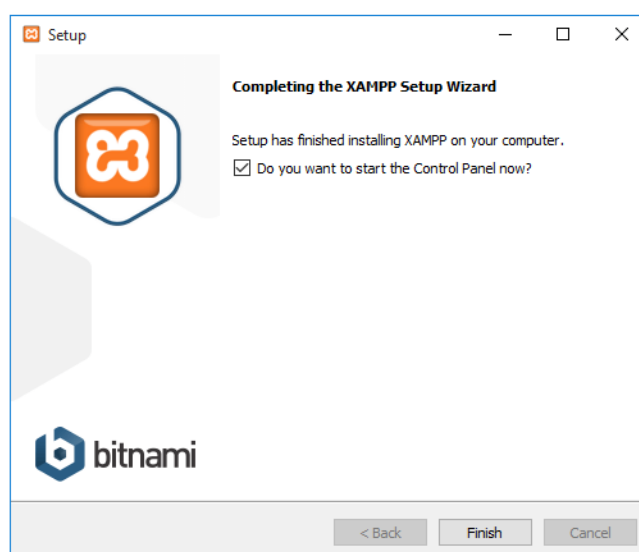 Setup
Completing the XAMPP Setup Wizard
Setup has finished installing XAMPP on your computer.
Do you want to start the Control Panel now?
bitnami
< Back
Finish
Cancel